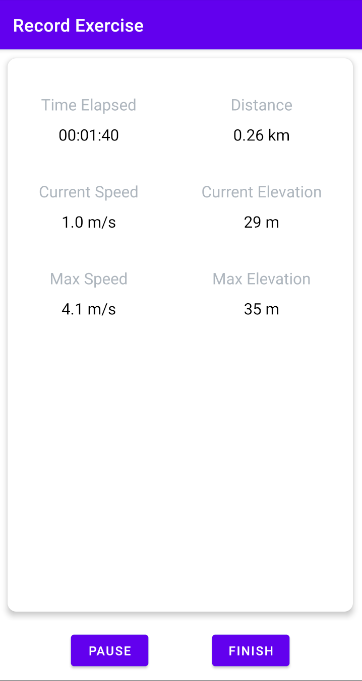 Record Exercise
Time Elapsed Distance
00:01:40 0.26 km
Current Speed Current Elevation
1.0 m/s 29 m
Max Speed Max Elevation
4.1 m/s 35 m
PAUSE FINISH